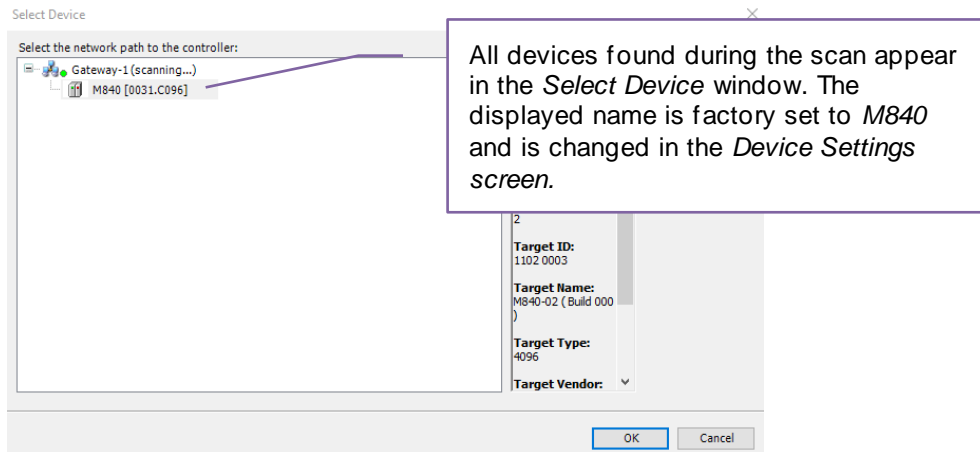 Select Device
Select the network path to the controller:
Gateway-1 (scanning...)
M840 [0031.C096]
All devices found during the scan appear
in the Select Device window. The
displayed name is factory set to M840
and is changed in the Device Settings
screen.
2
Target ID:
1102 0003
Target Name:
M840-02 ( Build 000
)
Target Type:
4096
Target Vendor:
OK
Cancel